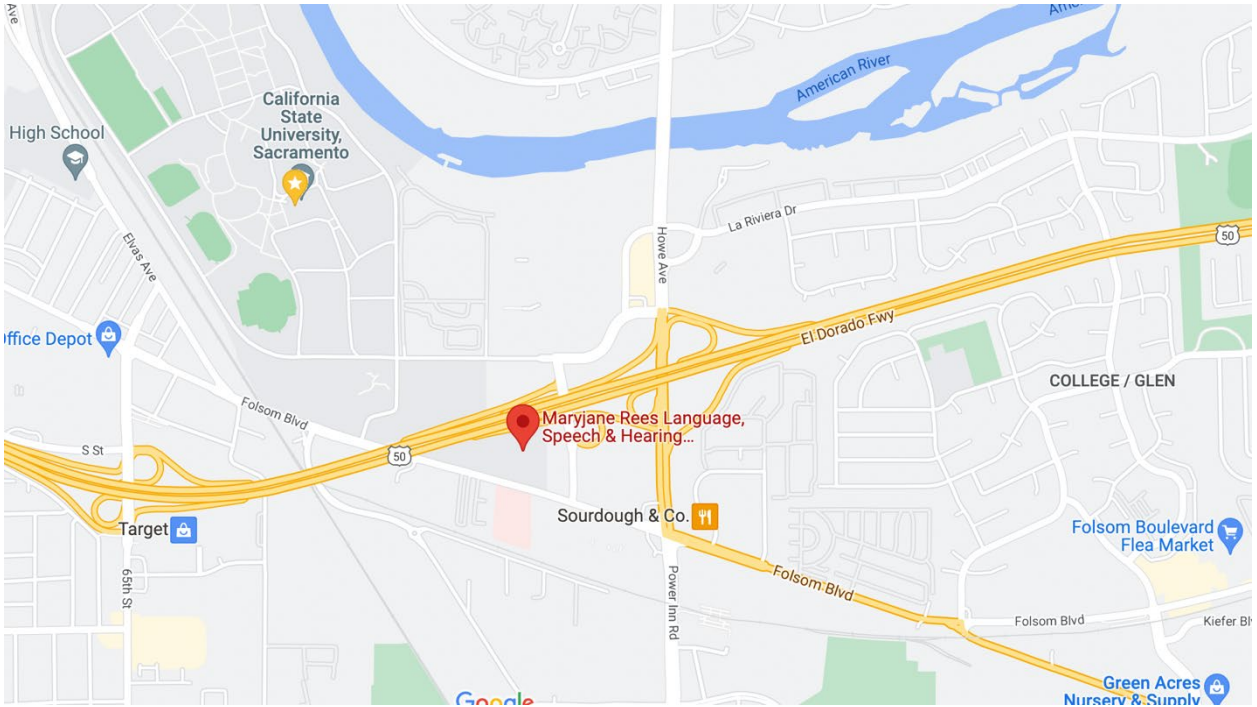 Ave
American River
California
State
University,
Sacramento
High School
La Riviera Dr
Howe Ave
50
Elvas Ave
El Dorado Fwy
ffice Depot
COLLEGE / GLEN
Folsom Blvd
Maryjane Rees Language,
Speech & Hearing...
S St
50
Sourdough & Co.
Target
Folsom Boulevard
Flea Market
65th St
Folsom Blvd
Power Inn Rd
Folsom Blvd
Kiefer Bl
Green Acres
Nursery & Supply
Google